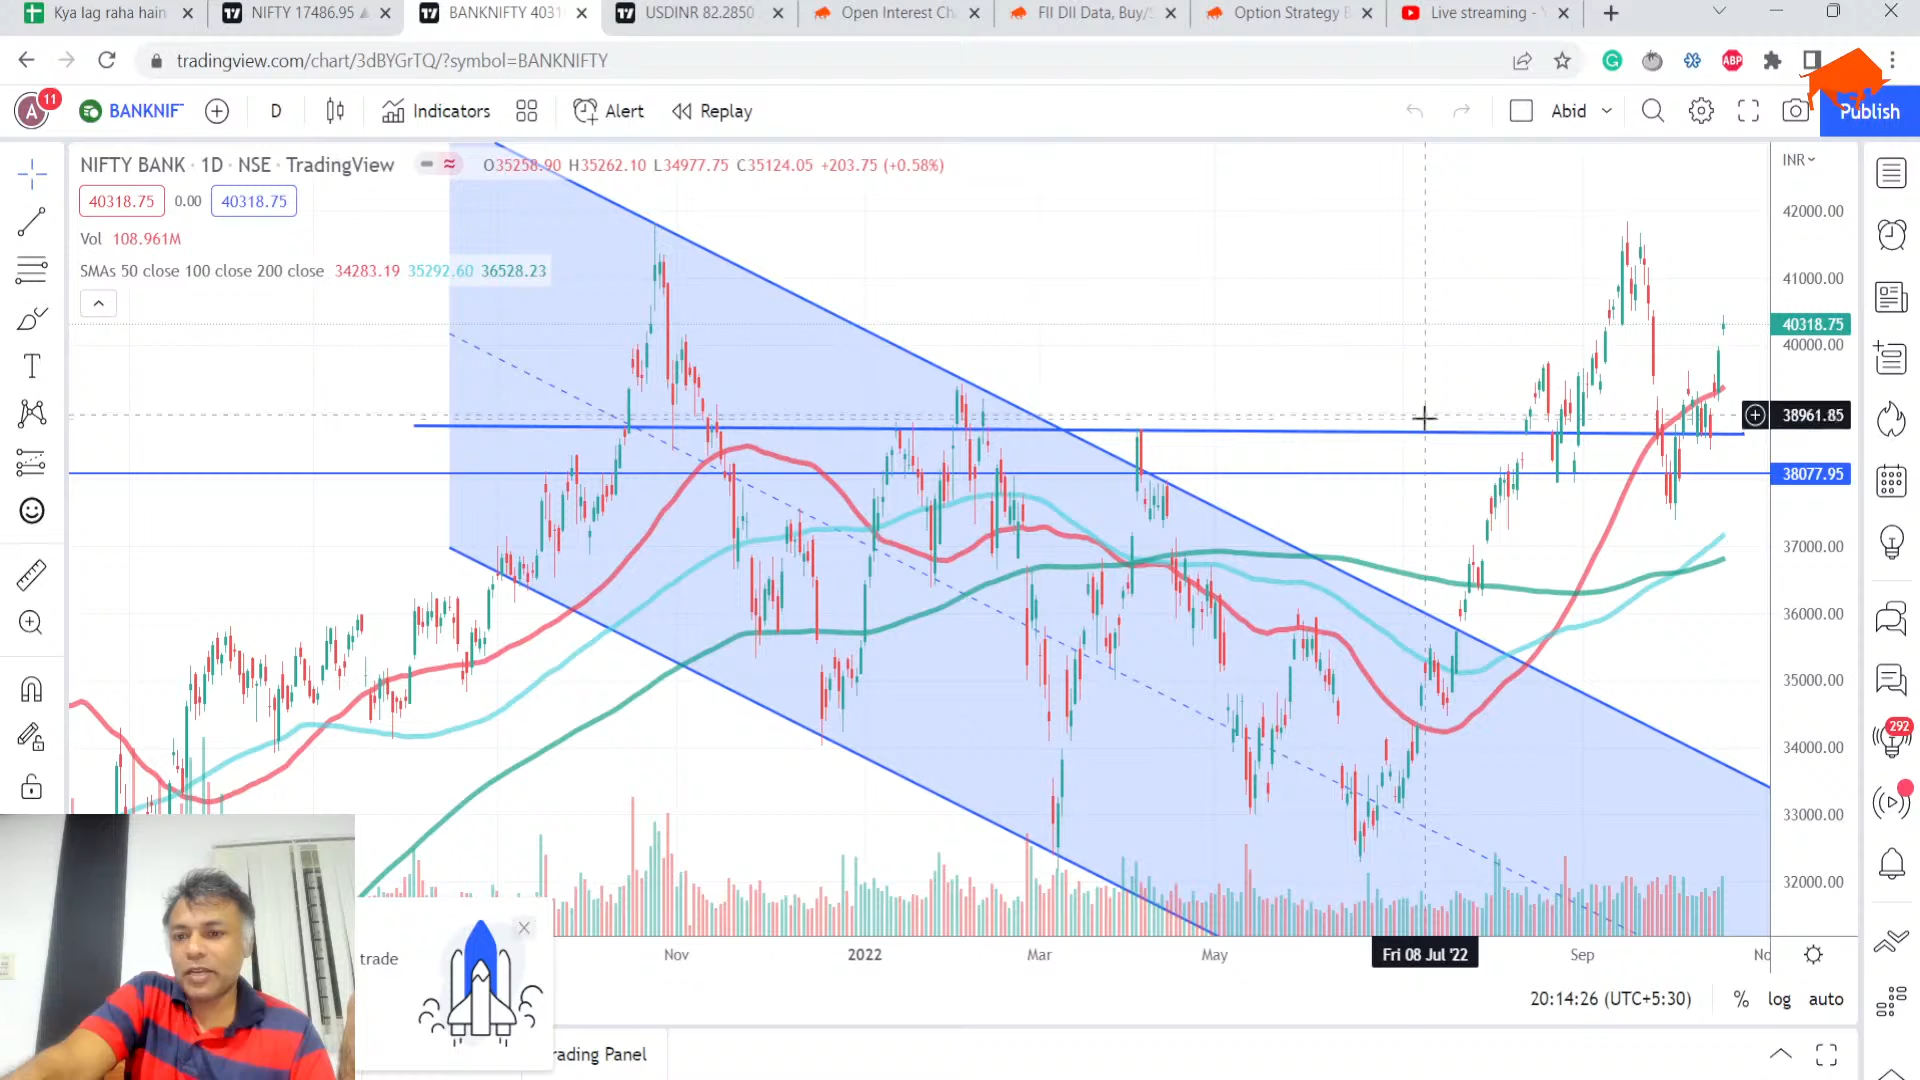 Kya lag raha hain
NIFTY 17486.95
BANKNIFTY 4031
USDINR 82.2850
Open Interest Ch
FII DII Data, Buy/S
Option Strategy B
Live streaming - Y
tradingview.com/chart/3dBYGrTQ/?symbol=BANKNIFTY
ABP
A 11 BANKNIF D Indicators Alert Replay Abid Publish
NIFTY BANK · 1D · NSE · TradingView O35258.90 H35262.10 L34977.75 C35124.05 +203.75 (+0.58%)
INR
40318.75 0.00 40318.75
Vol 108.961M
SMAs 50 close 100 close 200 close 34283.19 35292.60 36528.23
42000.00
41000.00
40318.75
40000.00
38961.85
38077.95
37000.00
36000.00
35000.00
34000.00
33000.00
32000.00
292
Nov 2022 Mar May Fri 08 Jul '22 Sep No
trade
20:14:26 (UTC+5:30) % log auto
rading Panel